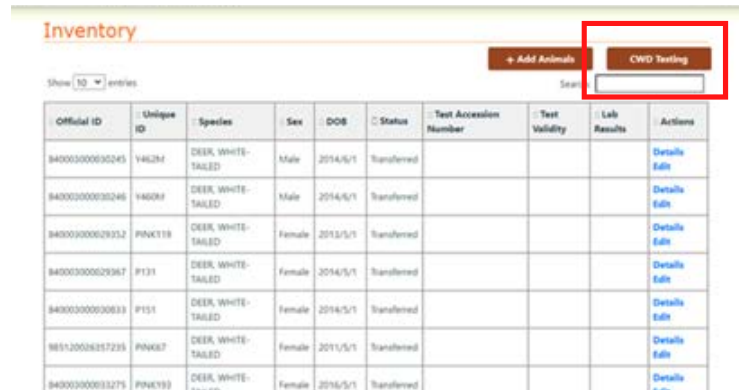 Inventory
+ Add Animals CWD Testing
Show 10 entries Search
Official ID Unique ID Species Sex DOB Status Test Accession Number Test Validity Lab Results Actions
840003000030245 Y462M DEER, WHITE-TAILED Male 2014/6/1 Transferred Details Edit
840003000030246 Y460M DEER, WHITE-TAILED Male 2014/6/1 Transferred Details Edit
840003000029352 PINK119 DEER, WHITE-TAILED Female 2013/5/1 Transferred Details Edit
840003000029367 P131 DEER, WHITE-TAILED Female 2014/5/1 Transferred Details Edit
840003000030833 P151 DEER, WHITE-TAILED Female 2014/5/1 Transferred Details Edit
985120026357235 PINK67 DEER, WHITE-TAILED Female 2011/5/1 Transferred Details Edit
840003000033275 PINK193 DEER, WHITE- Female 2016/5/1 Transferred Details